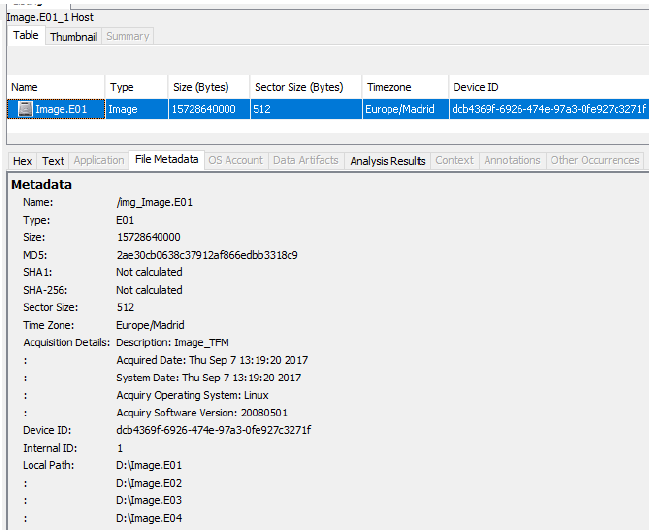 Image.E01_1 Host
Table Thumbnail Summary
Name Type Size (Bytes) Sector Size (Bytes) Timezone Device ID
Image.E01 Image 15728640000 512 Europe/Madrid dcb4369f-6926-474e-97a3-0fe927c3271f
Hex Text Application File Metadata OS Account Data Artifacts Analysis Results Context Annotations Other Occurrences
Metadata
Name: /img_Image.E01
Type: E01
Size: 15728640000
MD5: 2ae30cb0638c37912af866edbb3318c9
SHA1: Not calculated
SHA-256: Not calculated
Sector Size: 512
Time Zone: Europe/Madrid
Acquisition Details: Description: Image_TFM
: Acquired Date: Thu Sep 7 13:19:20 2017
: System Date: Thu Sep 7 13:19:20 2017
: Acquiry Operating System: Linux
: Acquiry Software Version: 20080501
Device ID: dcb4369f-6926-474e-97a3-0fe927c3271f
Internal ID: 1
Local Path: D:\Image.E01
: D:\Image.E02
: D:\Image.E03
: D:\Image.E04